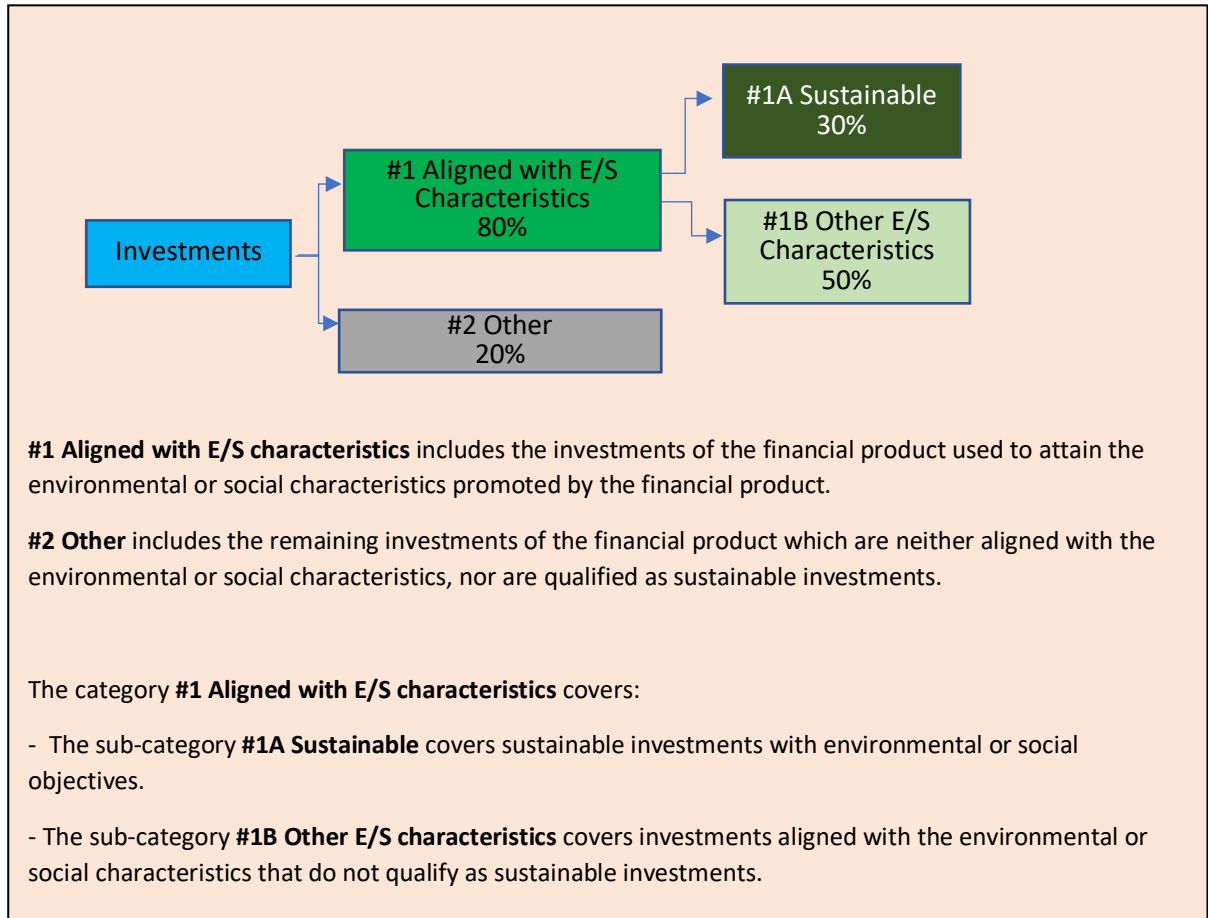 #1A Sustainable
30%
#1 Aligned with E/S
Characteristics
80%
#1B Other E/S
Characteristics
50%
Investments
#2 Other
20%
#1 Aligned with E/S characteristics includes the investments of the financial product used to attain the
environmental or social characteristics promoted by the financial product.
#2 Other includes the remaining investments of the financial product which are neither aligned with the
environmental or social characteristics, nor are qualified as sustainable investments.
The category #1 Aligned with E/S characteristics covers:
- The sub-category #1A Sustainable covers sustainable investments with environmental or social
objectives.
- The sub-category #1B Other E/S characteristics covers investments aligned with the environmental or
social characteristics that do not qualify as sustainable investments.